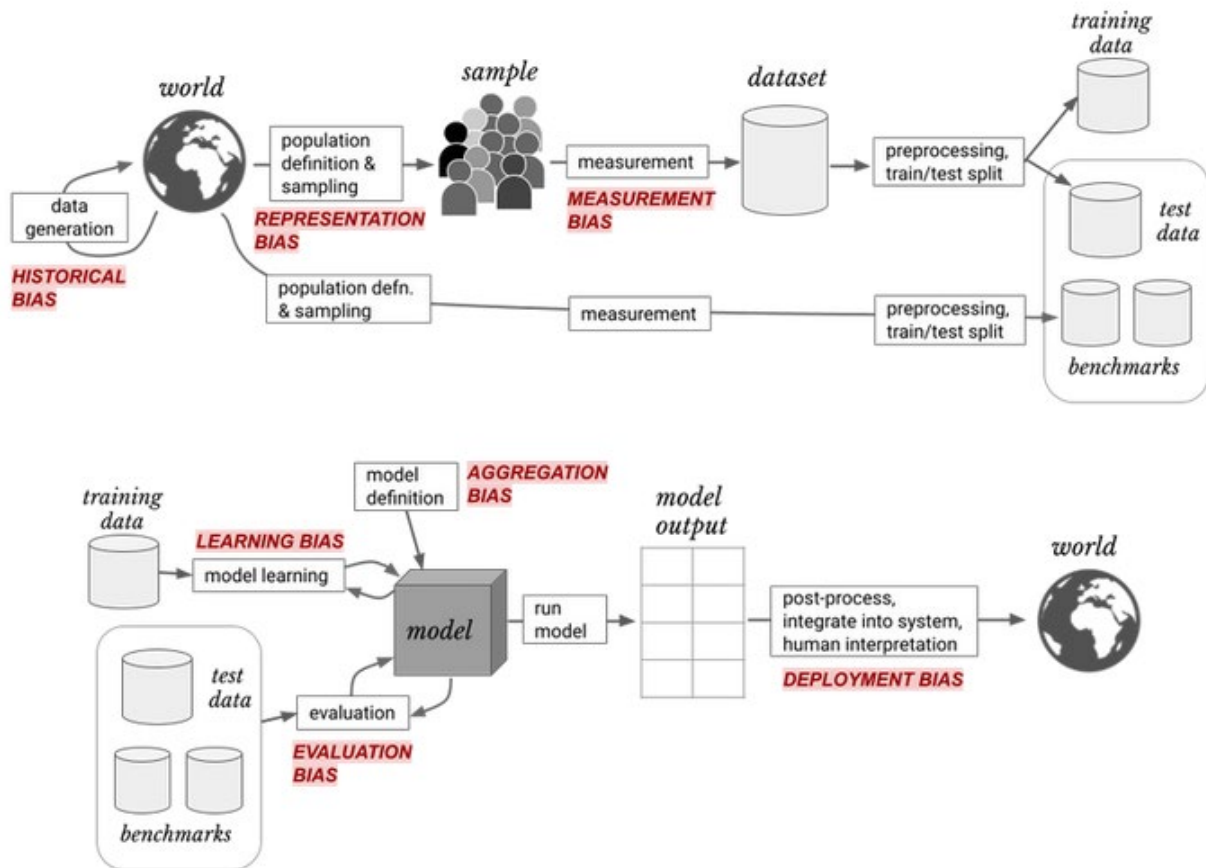 training
data
world
sample
dataset
population
definition &
sampling
measurement
preprocessing,
train/test split
data
generation
REPRESENTATION
BIAS
MEASUREMENT
BIAS
test
data
HISTORICAL
BIAS
population defn.
& sampling
measurement
preprocessing,
train/test split
benchmarks
training
data
model
definition
AGGREGATION
BIAS
model
output
world
LEARNING BIAS
model learning
model
run
model
post-process,
integrate into system,
human interpretation
DEPLOYMENT BIAS
test
data
evaluation
EVALUATION
BIAS
benchmarks